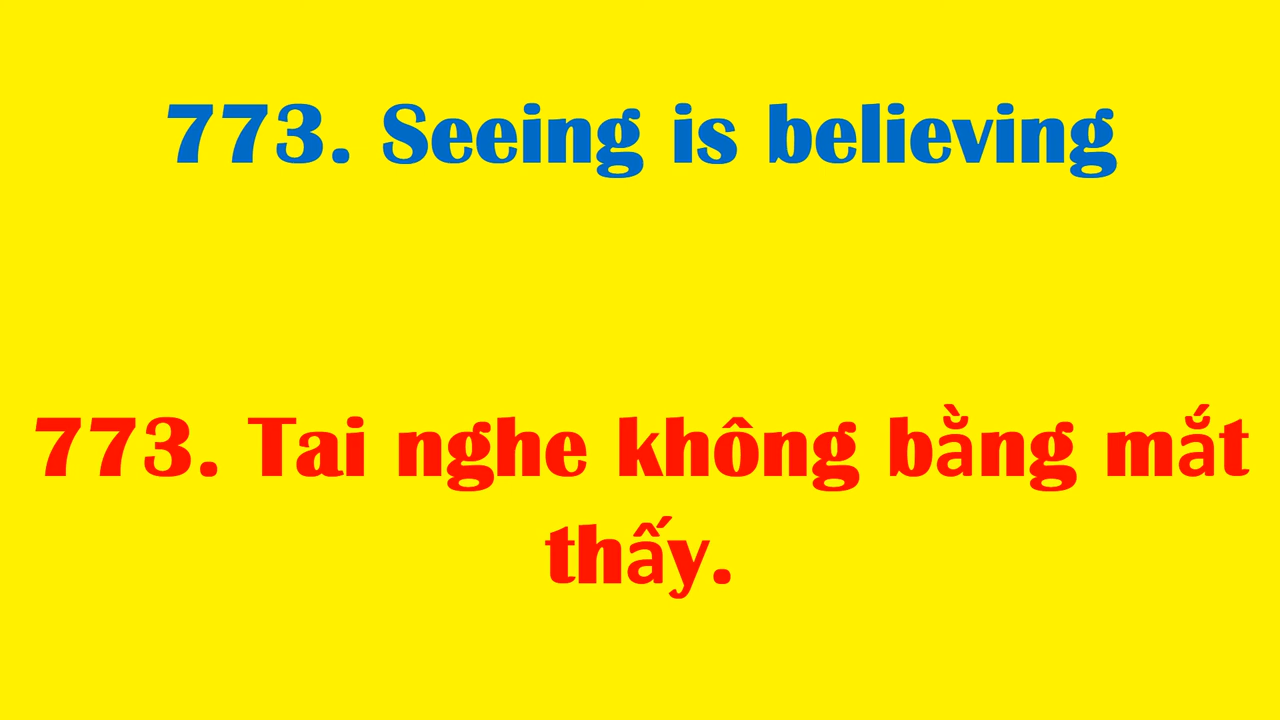 773. Seeing is believing
773. Tai nghe không bằng mắt
thấy.